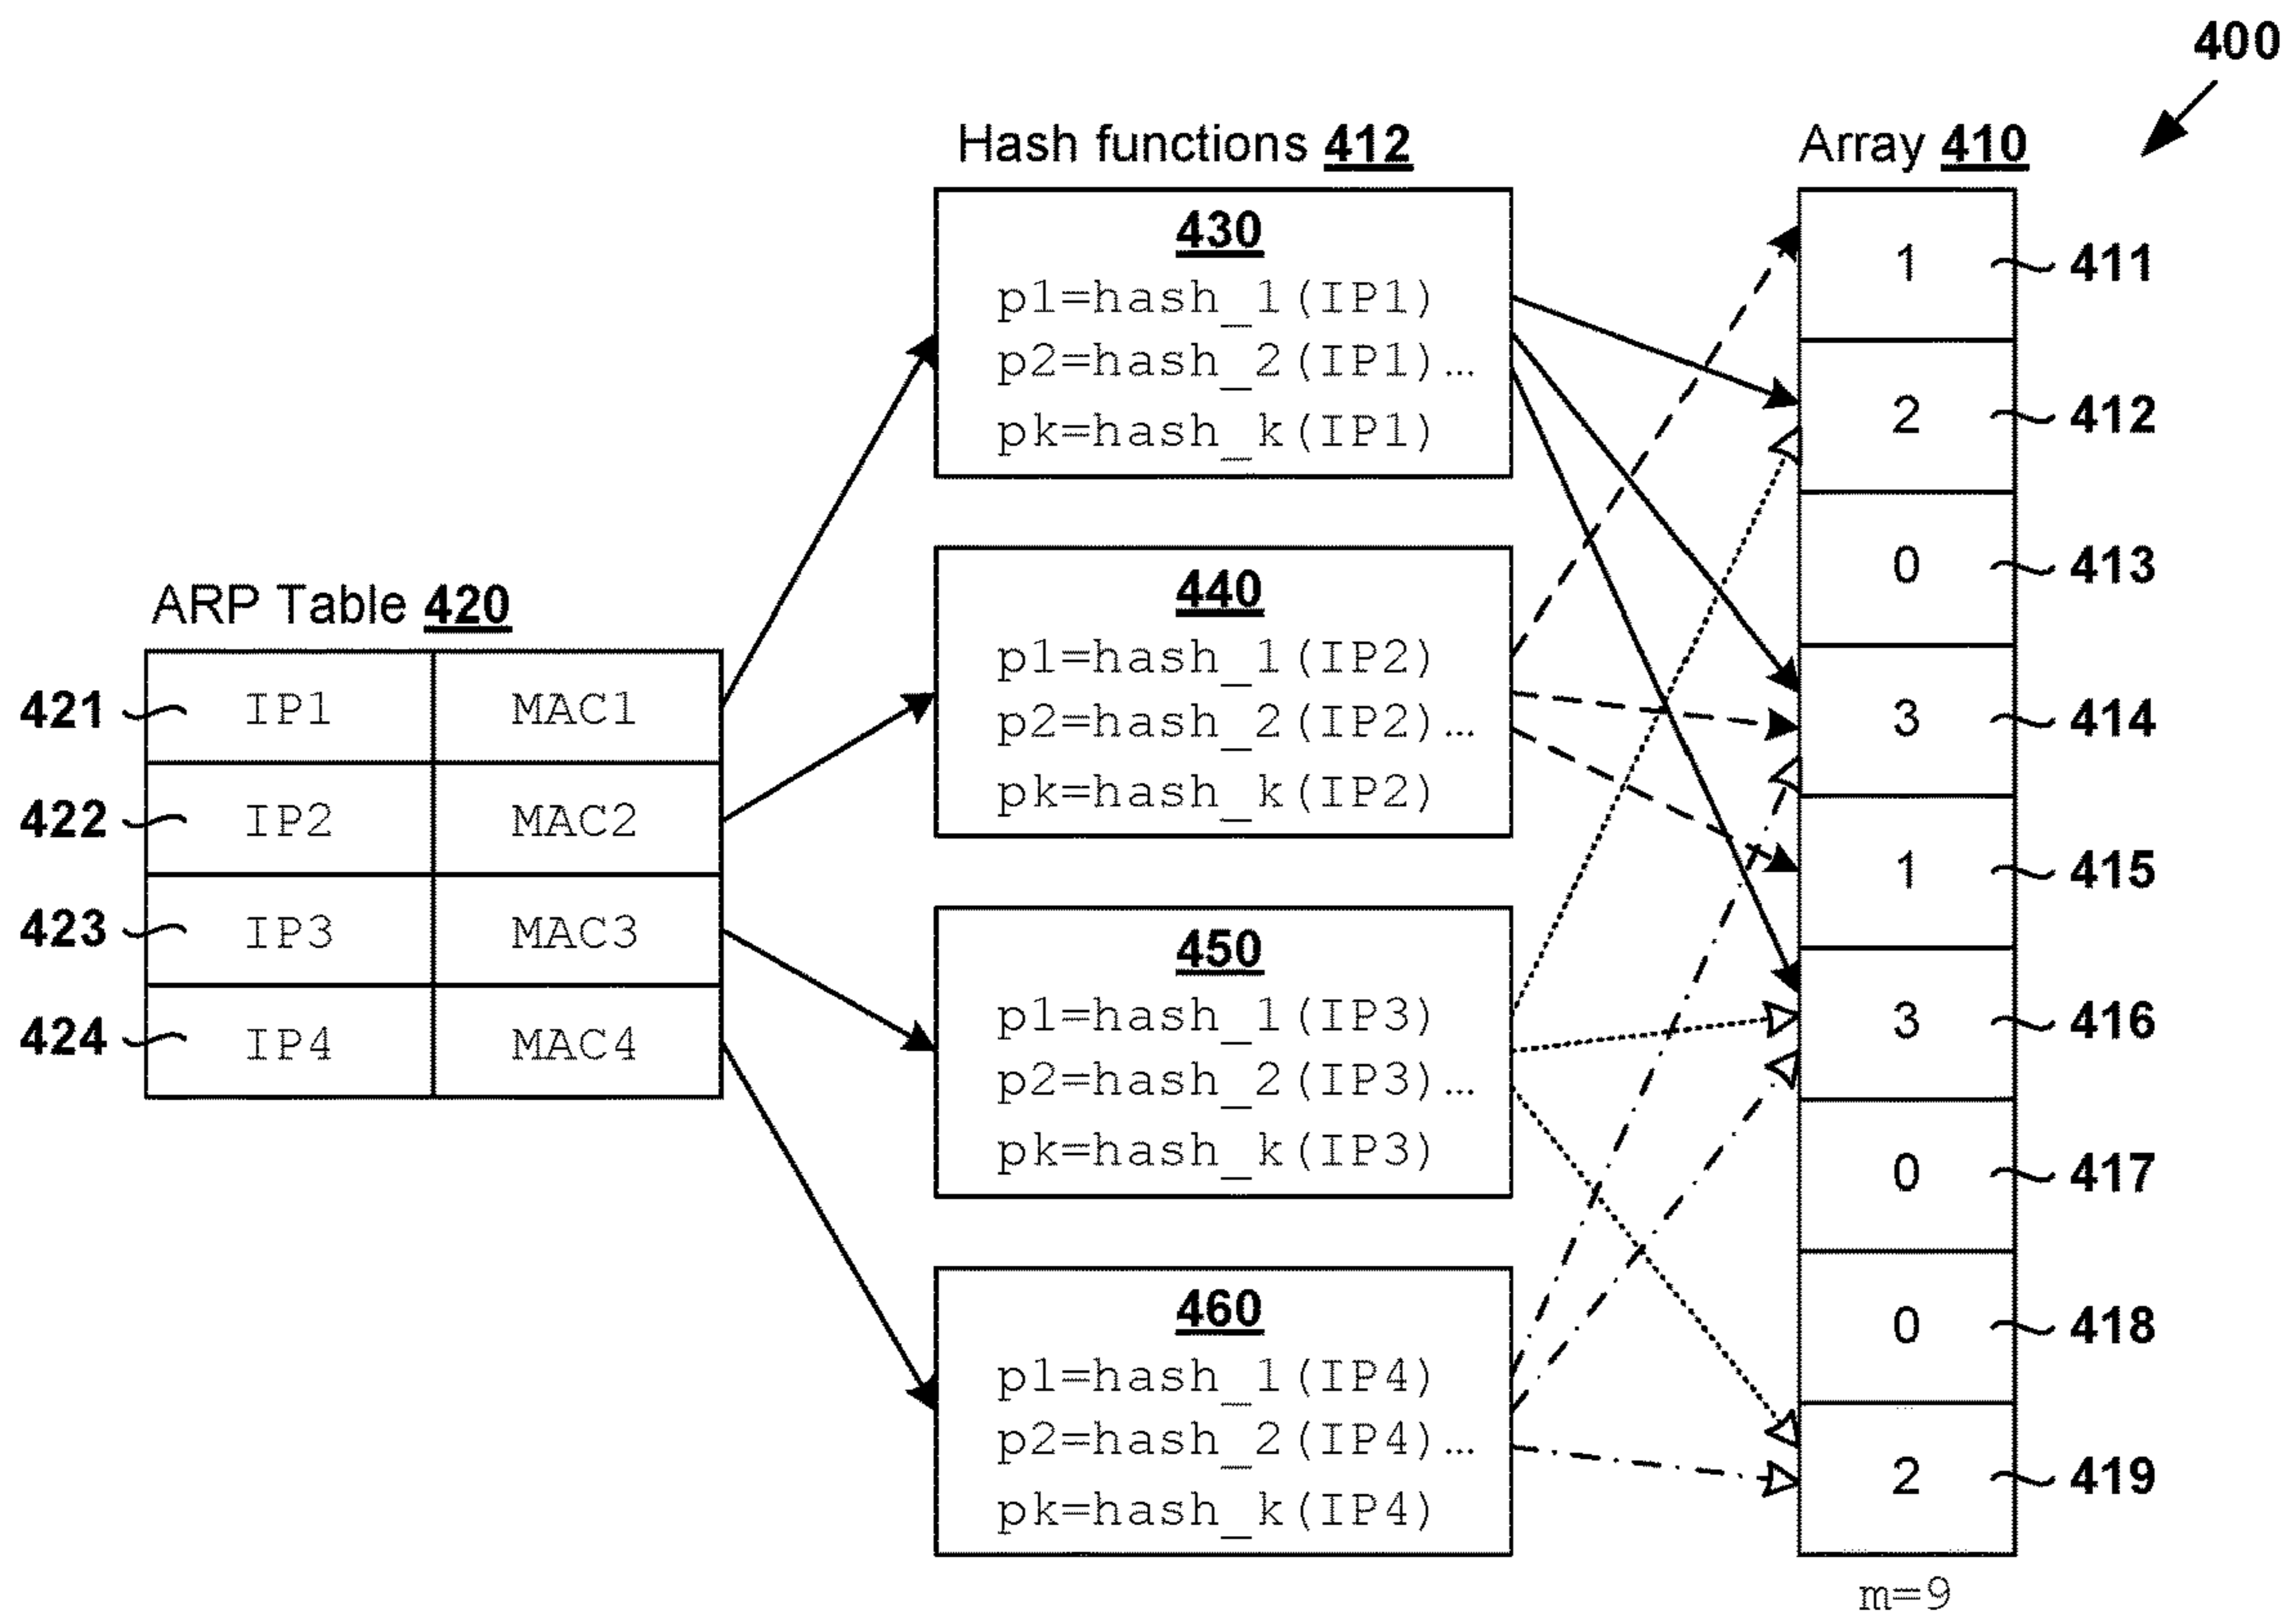 400
Hash functions 412
Array 410
430
p1=hash_1(IP1)
p2=hash_2(IP1)...
pk=hash_k(IP1)
440
p1=hash_1(IP2)
p2=hash_2(IP2)...
pk=hash_k(IP2)
450
p1=hash_1(IP3)
p2=hash_2(IP3)...
pk=hash_k(IP3)
460
p1=hash_1(IP4)
p2=hash_2(IP4)...
pk=hash_k(IP4)
ARP Table 420
421 IP1 MAC1
422 IP2 MAC2
423 IP3 MAC3
424 IP4 MAC4
1 411
2 412
0 413
3 414
1 415
3 416
0 417
0 418
2 419
m=9